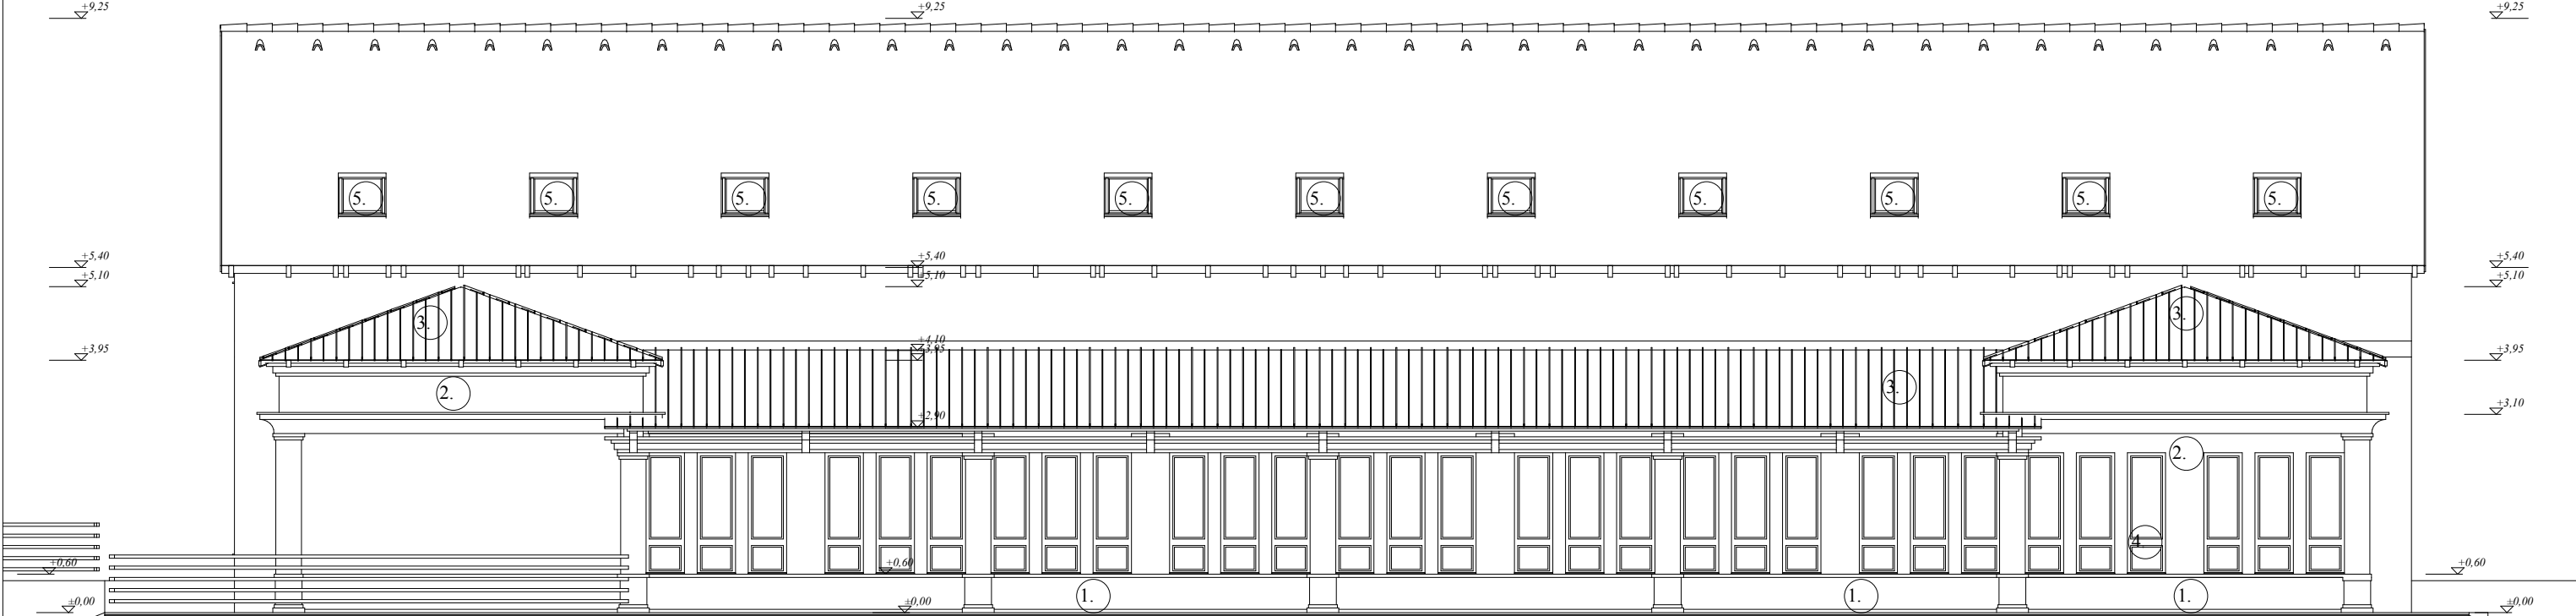 +9,25 +9,25 +9,25
5. 5. 5. 5. 5. 5. 5. 5. 5. 5. 5.
+5,40 +5,40 +5,40
+5,10 +5,10 +5,10
3. 3.
+4,10
+3,95 +3,95 +3,95
2. 3.
+2,90 +3,10
2.
4.
+0,60 +0,60 +0,60
1. 1. 1.
±0,00 ±0,00 ±0,00